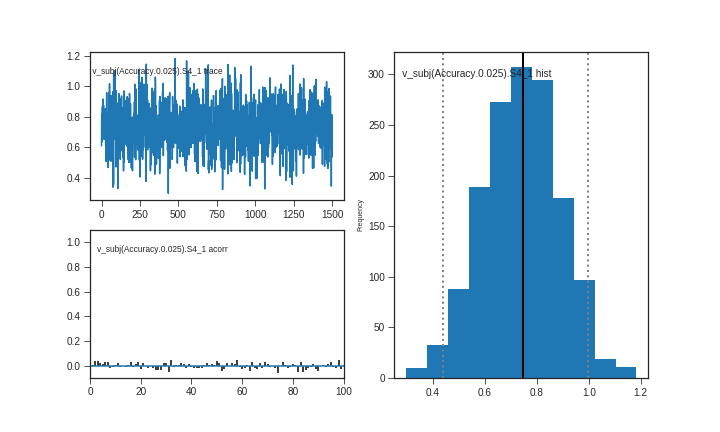 v_subj(Accuracy.0.025).S4_1 trace
1.2
1.0
0.8
0.6
0.4
0 250 500 750 1000 1250 1500
v_subj(Accuracy.0.025).S4_1 acorr
1.0
0.8
0.6
0.4
0.2
0.0
0 20 40 60 80 100
v_subj(Accuracy.0.025).S4_1 hist
Frequency
300
250
200
150
100
50
0
0.4 0.6 0.8 1.0 1.2